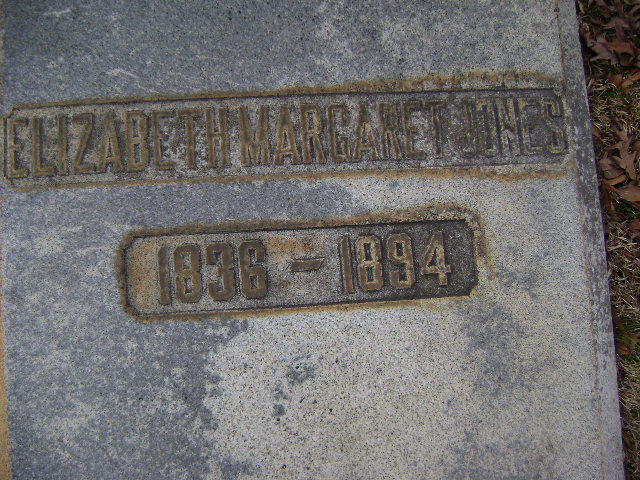 ELIZABETH MARGARET JONES
1836 - 1894